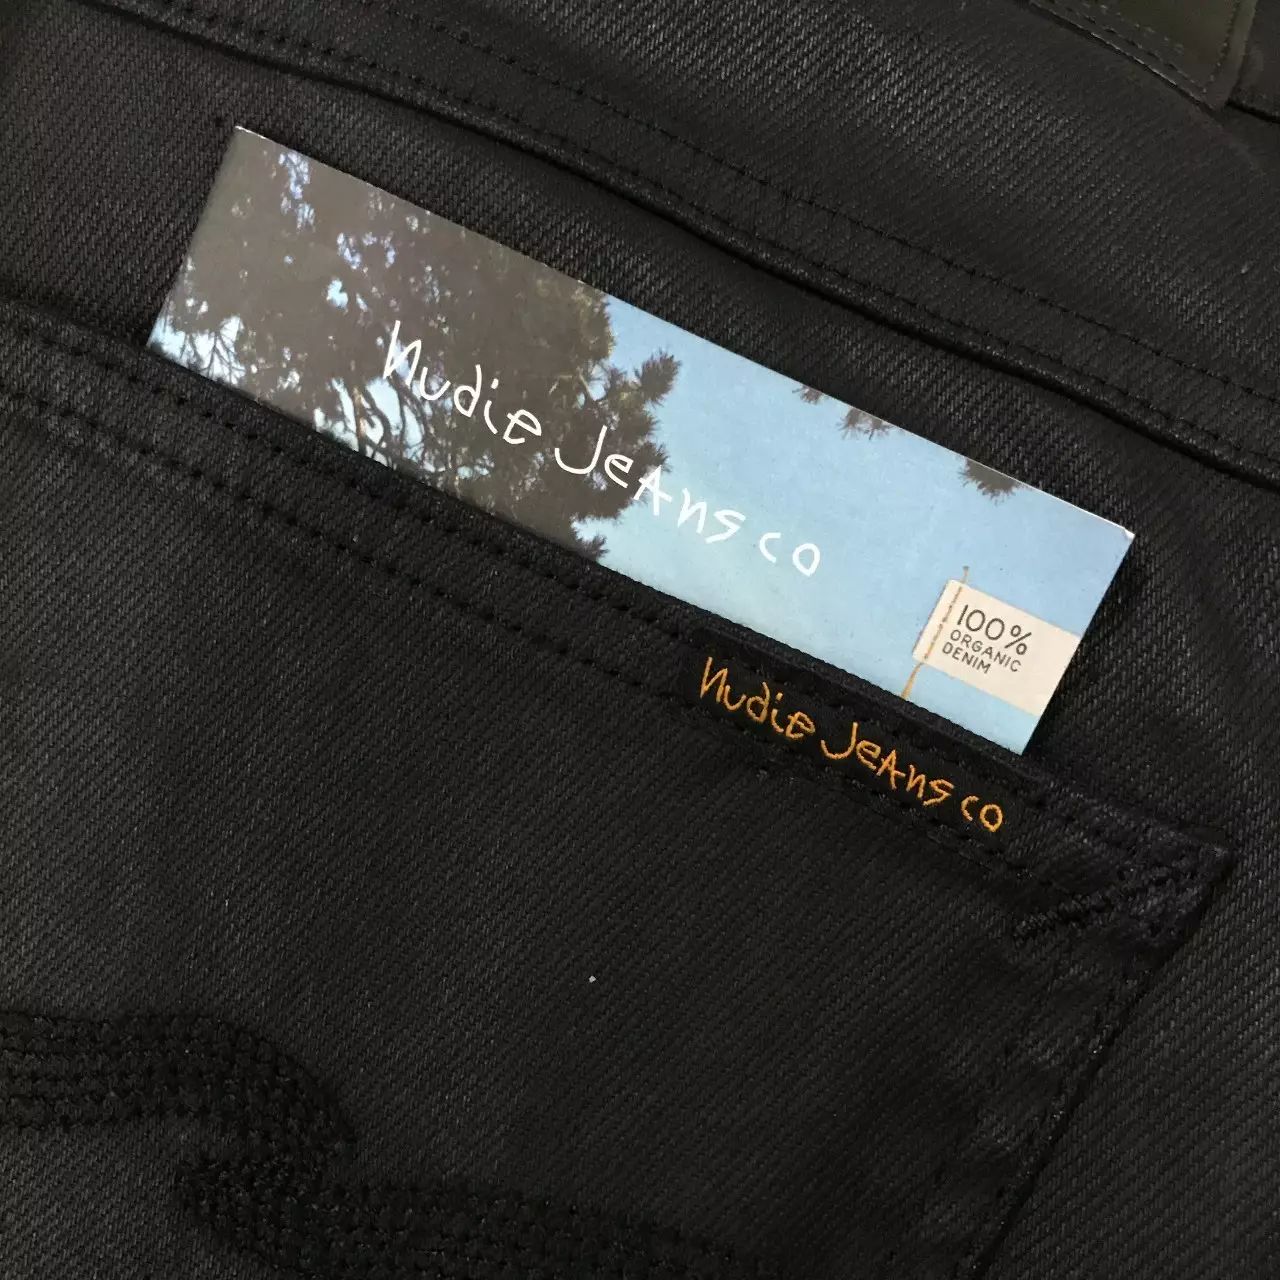 Nudie Jeans co
100%
ORGANIC
DENIM
Nudie Jeans co